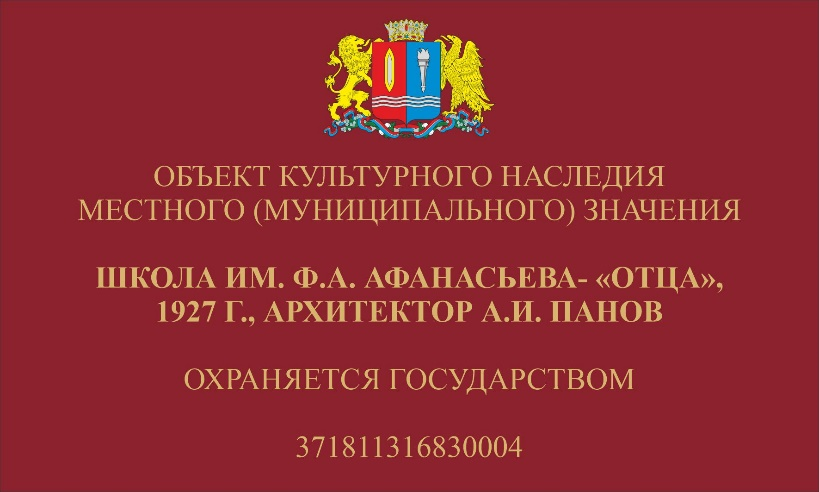 ОБЪЕКТ КУЛЬТУРНОГО НАСЛЕДИЯ
МЕСТНОГО (МУНИЦИПАЛЬНОГО) ЗНАЧЕНИЯ
ШКОЛА ИМ. Ф.А. АФАНАСЬЕВА- «ОТЦА»,
1927 Г., АРХИТЕКТОР А.И. ПАНОВ
ОХРАНЯЕТСЯ ГОСУДАРСТВОМ
371811316830004